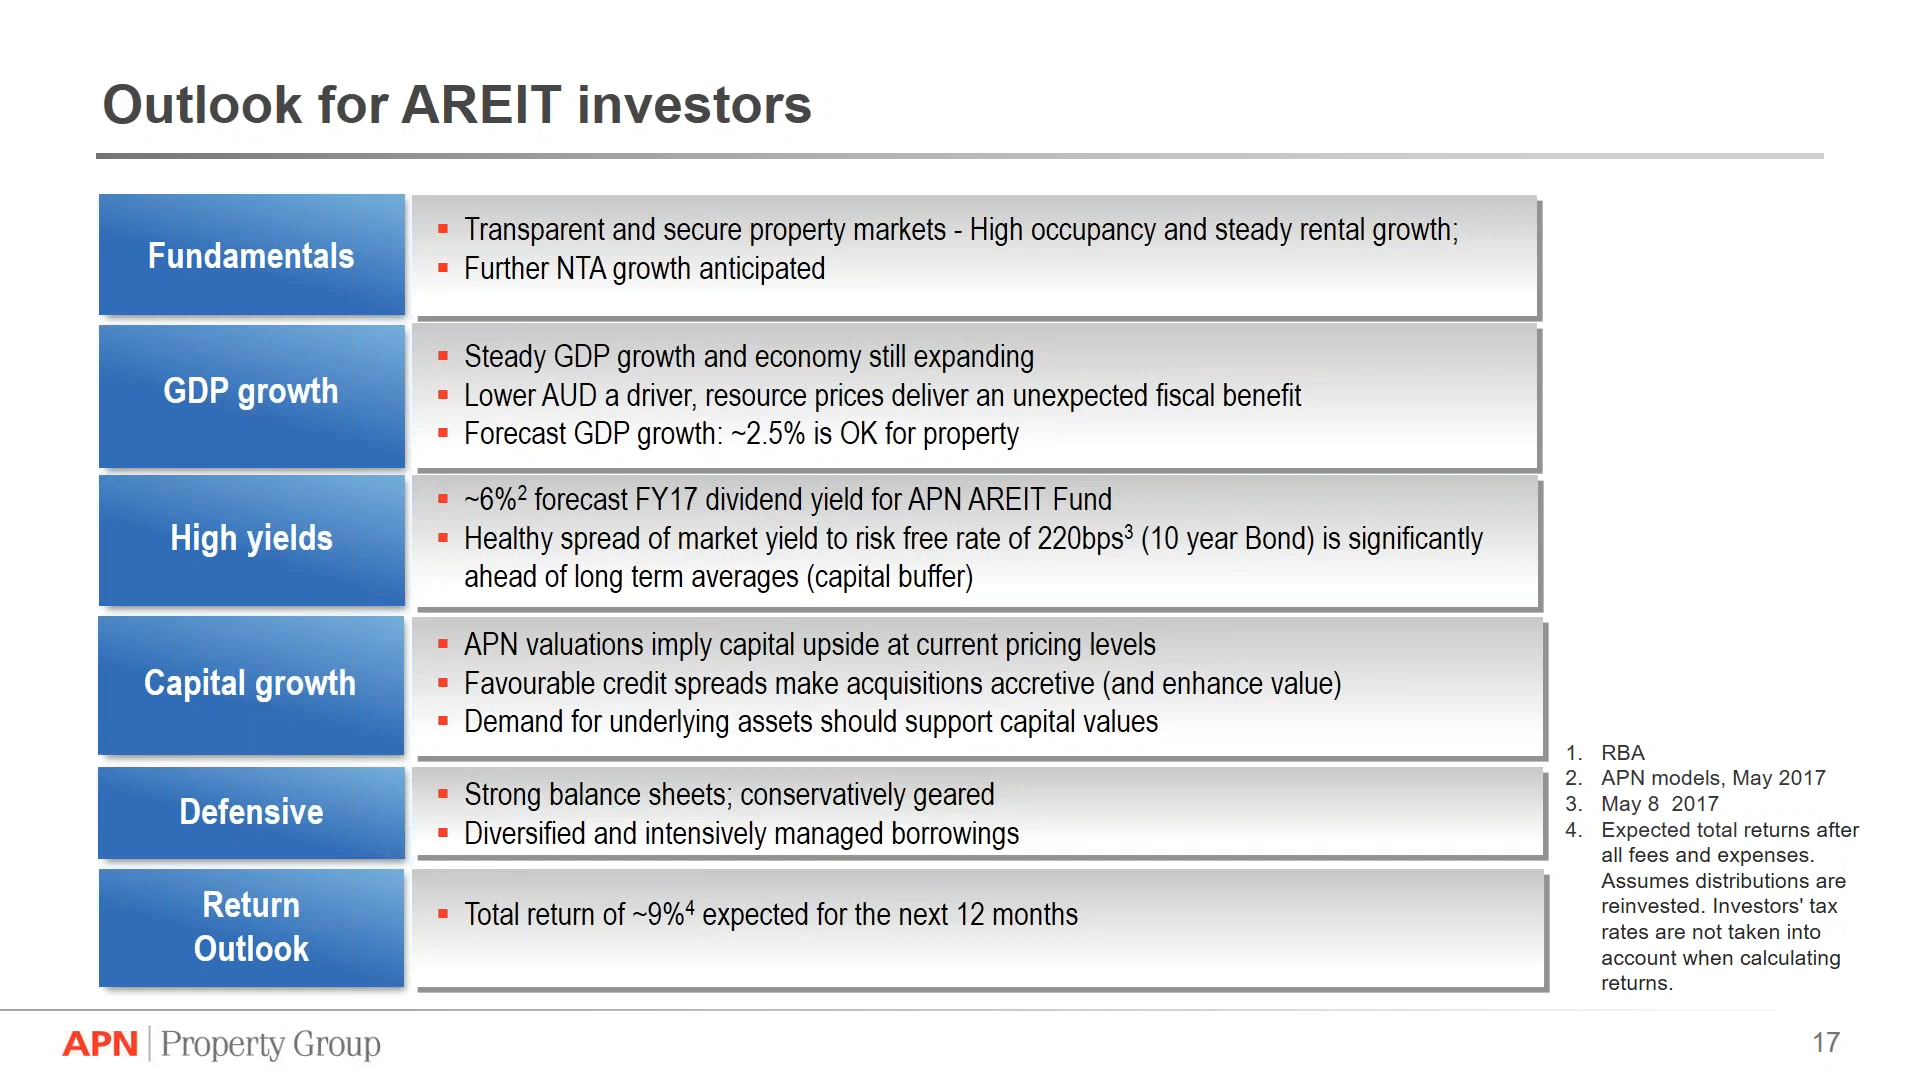 Outlook for AREIT investors
Fundamentals
▪ Transparent and secure property markets - High occupancy and steady rental growth;
▪ Further NTA growth anticipated
GDP growth
▪ Steady GDP growth and economy still expanding
▪ Lower AUD a driver, resource prices deliver an unexpected fiscal benefit
▪ Forecast GDP growth: ~2.5% is OK for property
High yields
▪ ~6%² forecast FY17 dividend yield for APN AREIT Fund
▪ Healthy spread of market yield to risk free rate of 220bps³ (10 year Bond) is significantly
ahead of long term averages (capital buffer)
Capital growth
▪ APN valuations imply capital upside at current pricing levels
▪ Favourable credit spreads make acquisitions accretive (and enhance value)
▪ Demand for underlying assets should support capital values
Defensive
▪ Strong balance sheets; conservatively geared
▪ Diversified and intensively managed borrowings
Return
Outlook
▪ Total return of ~9%⁴ expected for the next 12 months
1. RBA
2. APN models, May 2017
3. May 8 2017
4. Expected total returns after
all fees and expenses.
Assumes distributions are
reinvested. Investors' tax
rates are not taken into
account when calculating
returns.
APN | Property Group
17